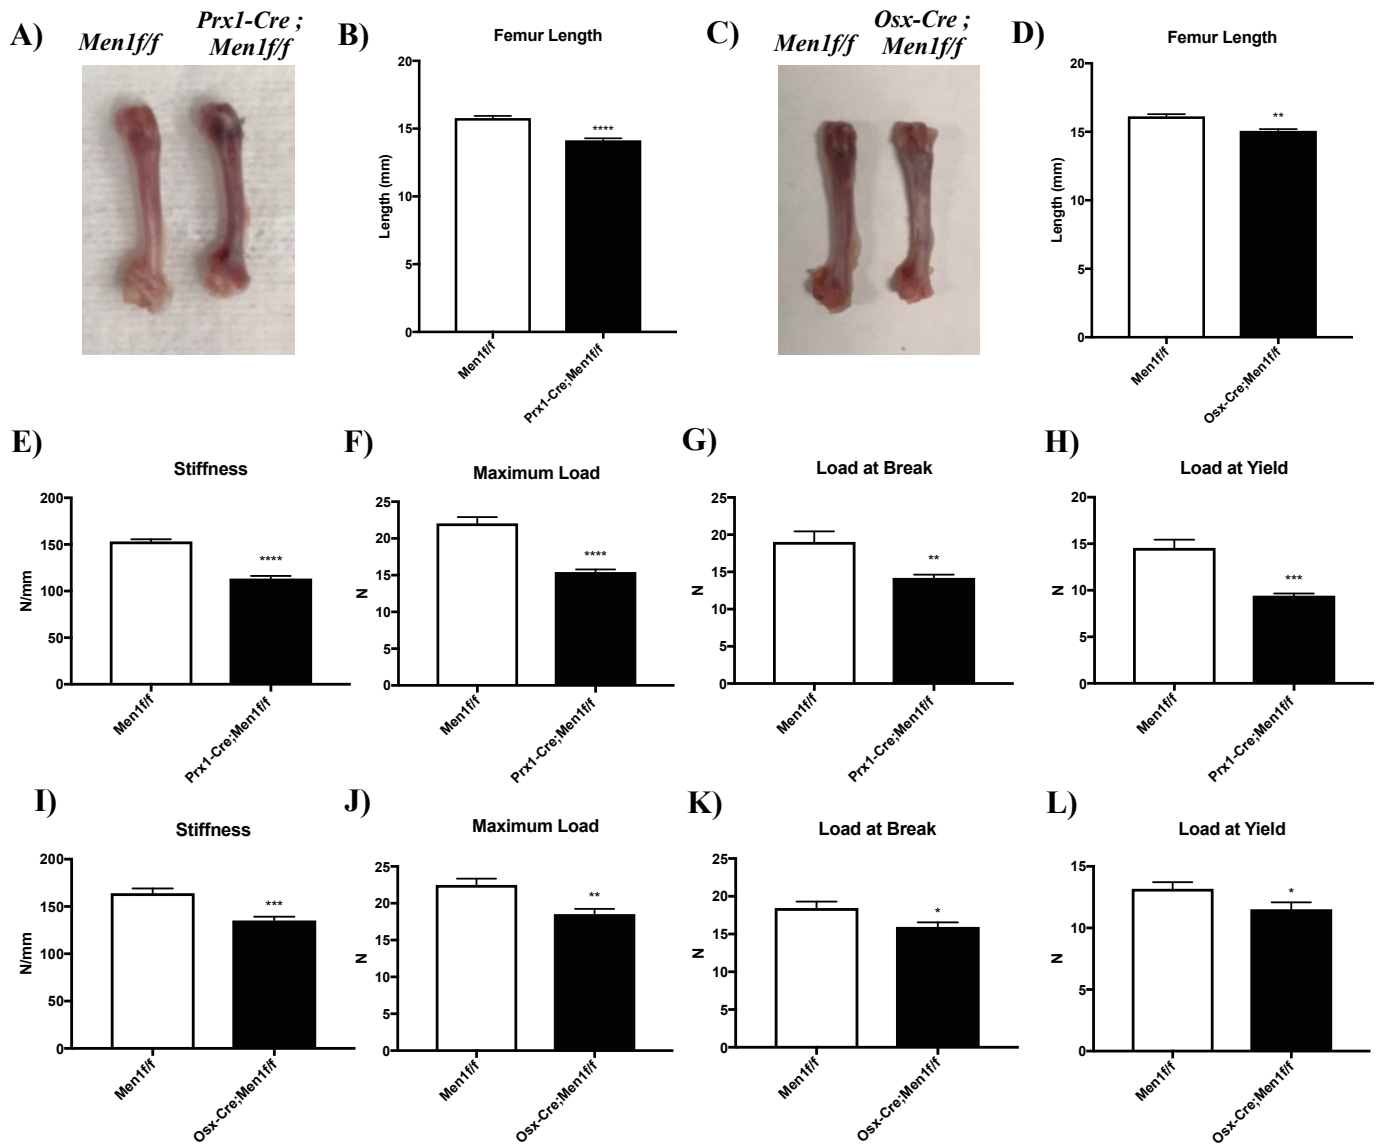 A)
Men1f/f
Prx1-Cre ;
Men1f/f
B)
Femur Length
Length (mm)
20
15
10
5
0
****
Men1f/f
Prx1-Cre;Men1f/f
C)
Men1f/f
Osx-Cre ;
Men1f/f
D)
Femur Length
Length (mm)
20
15
10
5
0
**
Men1f/f
Osx-Cre;Men1f/f
E)
Stiffness
N/mm
200
150
100
50
0
****
Men1f/f
Prx1-Cre;Men1f/f
F)
Maximum Load
N
25
20
15
10
5
0
****
Men1f/f
Prx1-Cre;Men1f/f
G)
Load at Break
N
25
20
15
10
5
0
**
Men1f/f
Prx1-Cre;Men1f/f
H)
Load at Yield
N
20
15
10
5
0
***
Men1f/f
Prx1-Cre;Men1f/f
I)
Stiffness
N/mm
200
150
100
50
0
***
Men1f/f
Osx-Cre;Men1f/f
J)
Maximum Load
N
25
20
15
10
5
0
**
Men1f/f
Osx-Cre;Men1f/f
K)
Load at Break
N
25
20
15
10
5
0
*
Men1f/f
Osx-Cre;Men1f/f
L)
Load at Yield
N
15
10
5
0
*
Men1f/f
Osx-Cre;Men1f/f